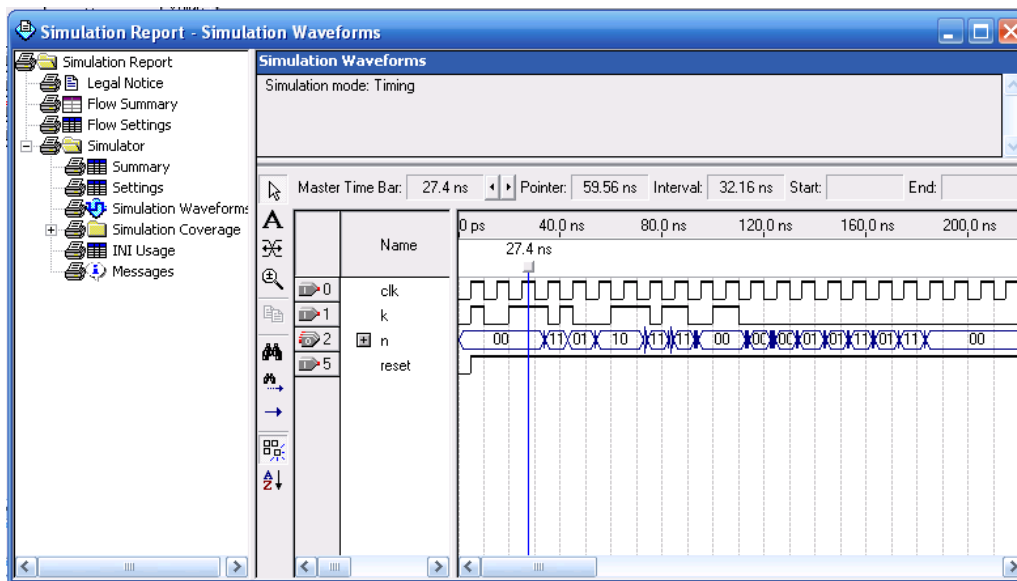 Simulation Report - Simulation Waveforms
Simulation Report
Legal Notice
Flow Summary
Flow Settings
Simulator
Summary
Settings
Simulation Waveforms
Simulation Coverage
INI Usage
Messages
Simulation Waveforms
Simulation mode: Timing
Master Time Bar: 27.4 ns Pointer: 59.56 ns Interval: 32.16 ns Start: End:
Name
0 ps 40.0 ns 80.0 ns 120.0 ns 160.0 ns 200.0 ns
27.4 ns
0 clk
1 k
2 n 00 11 01 10 11 11 00 00 00 01 01 11 01 11 00
5 reset